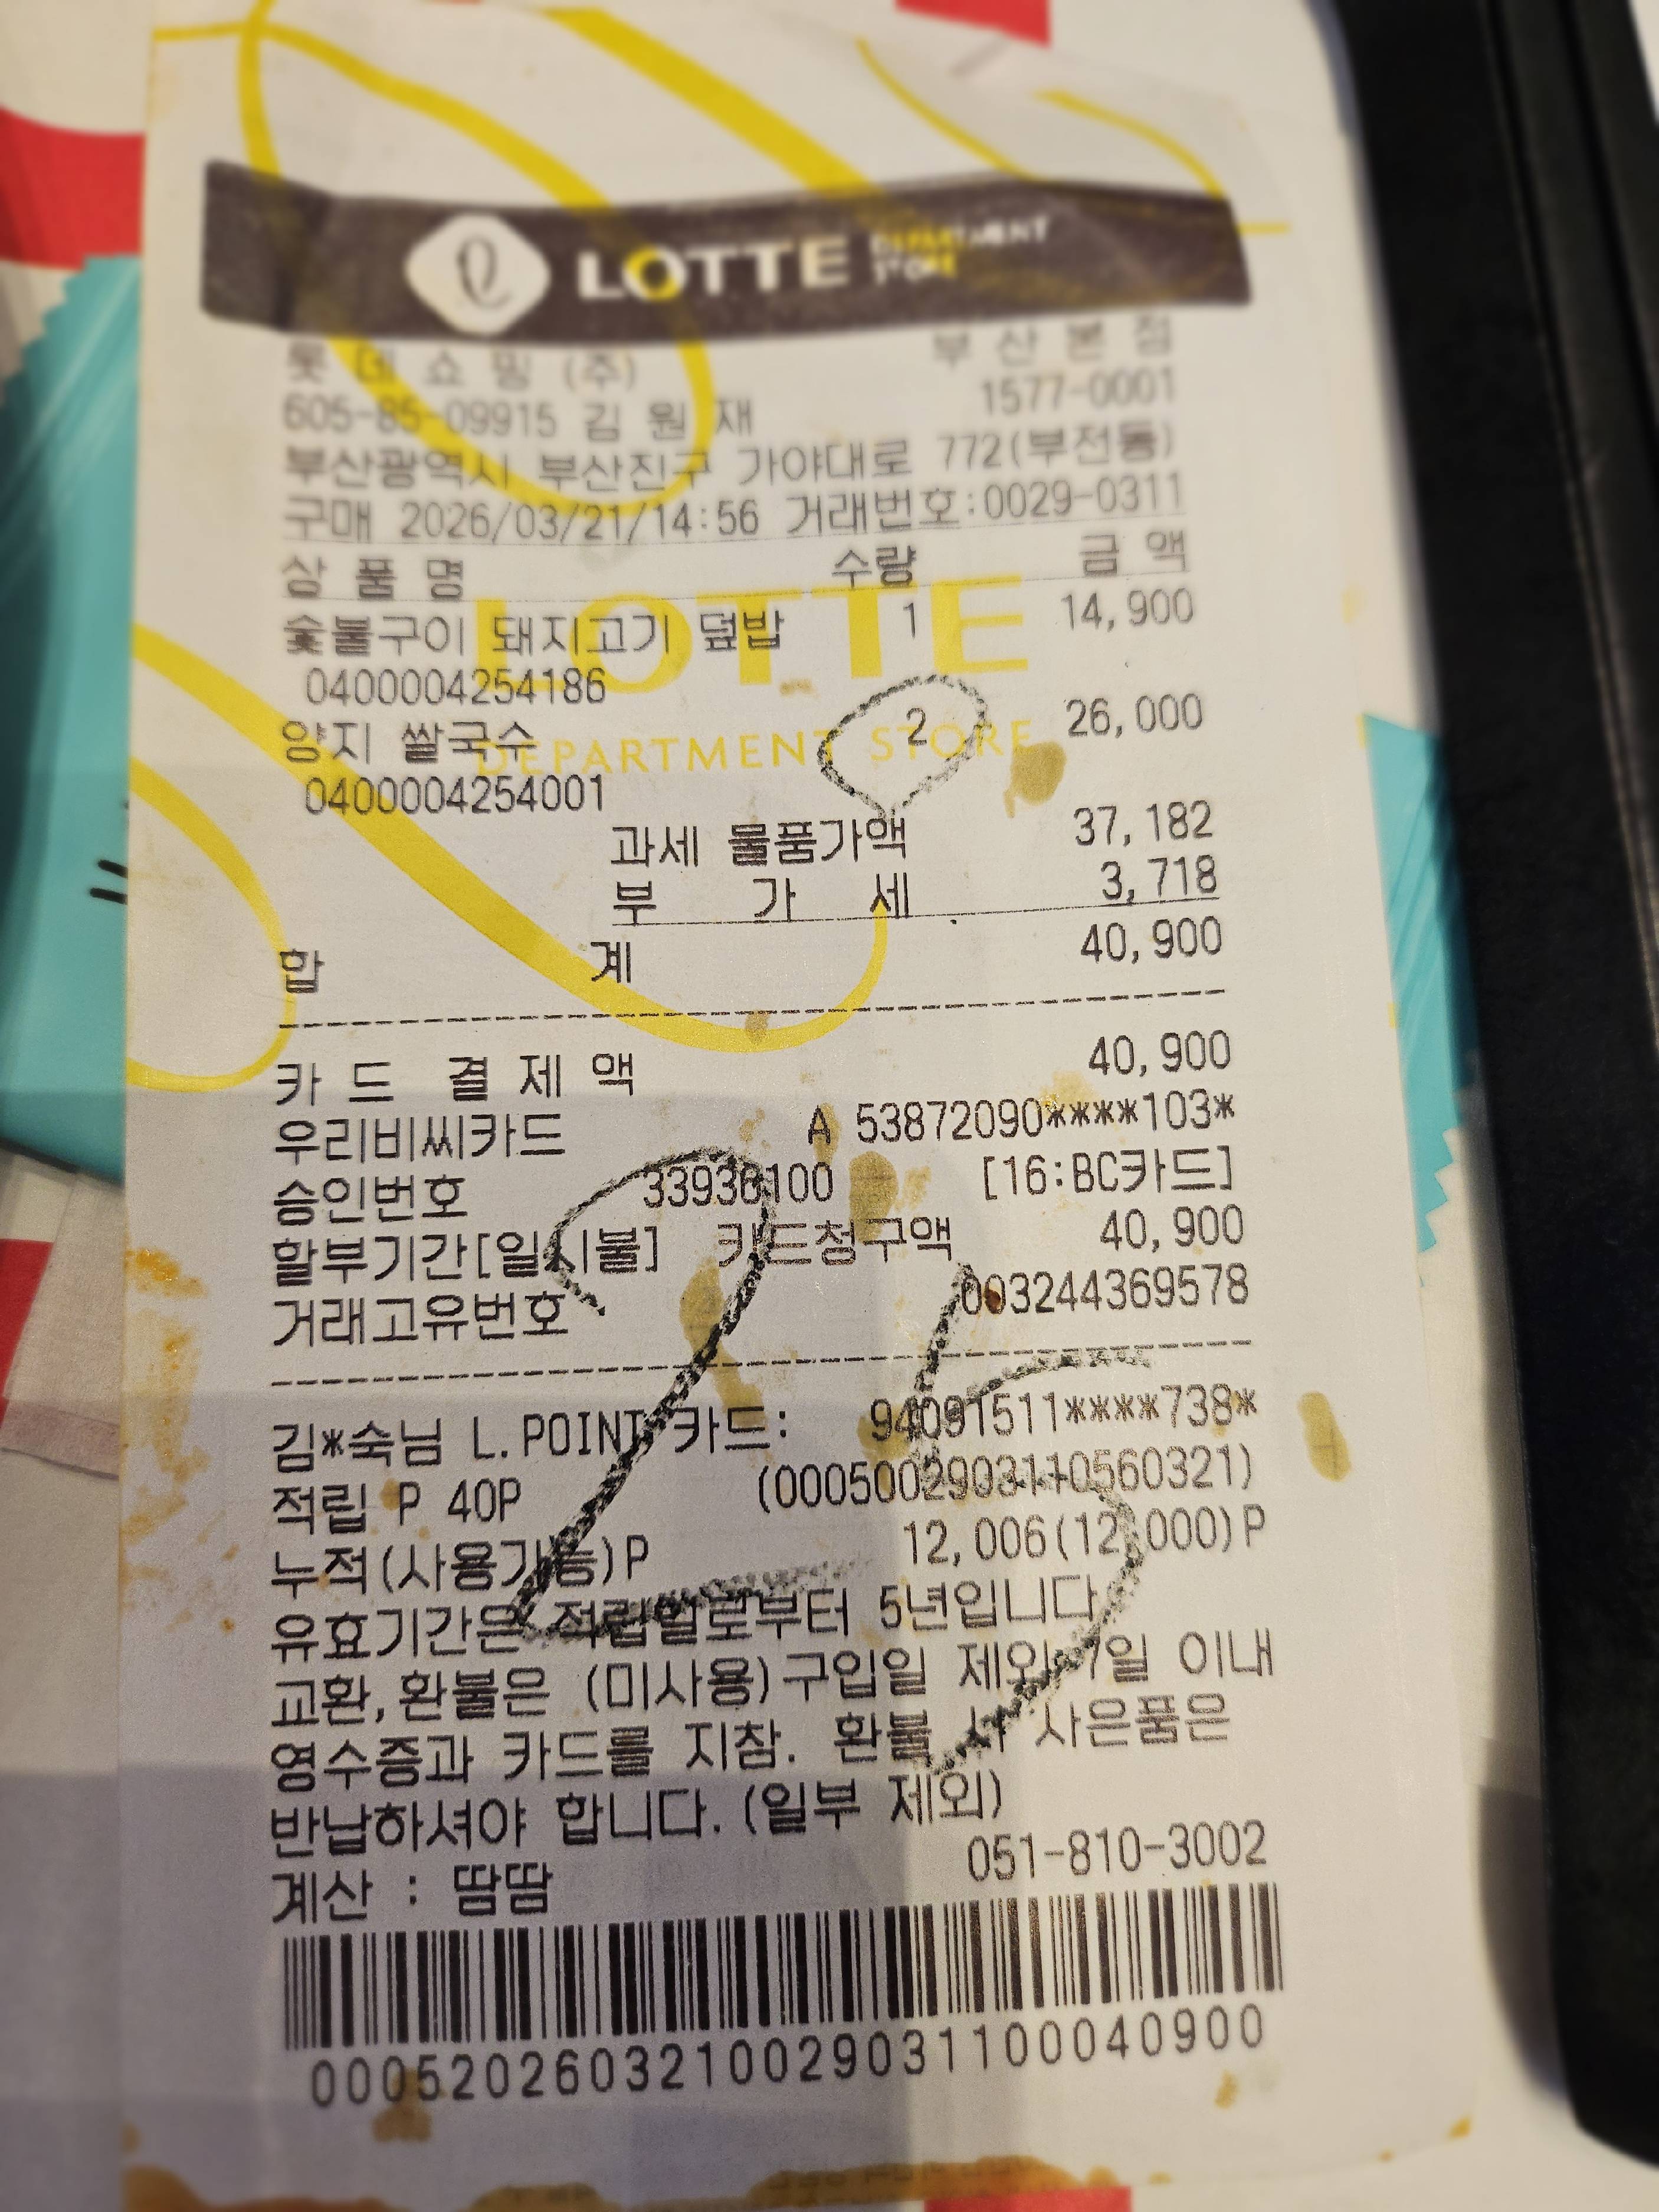 LOTTE DEPARTMENT STORE
롯데쇼핑(주) 부산본점
605-85-09915 김원재 1577-0001
부산광역시 부산진구 가야대로 772(부전동)
구매 2026/03/21/14:56 거래번호:0029-0311
상품명 수량 금액
숯불구이 돼지고기 덮밥 1 14,900
0400004254186
양지 쌀국수 2 26,000
0400004254001
과세 물품가액 37,182
부가세 3,718
합계 40,900
카드 결제액 40,900
우리비씨카드 A 53872090****103*
승인번호 [16:BC카드]
할부기간[일시불] 카드청구액 40,900
거래고유번호 003244369578
김*숙님 L.POINT 카드: 94091511****738*
적립 P 40P (0005002903110560321)
누적(사용가능)P 12,006(12,000)P
유효기간은 적립일로부터 5년입니다
교환,환불은 (미사용)구입일 제외 7일 이내
영수증과 카드를 지참. 환불 시 사은품은
반납하셔야 합니다.(일부 제외)
계산 : 땀땀 051-810-3002
0005202603210029031100040900
LOTTE
DEPARTMENT STORE
25